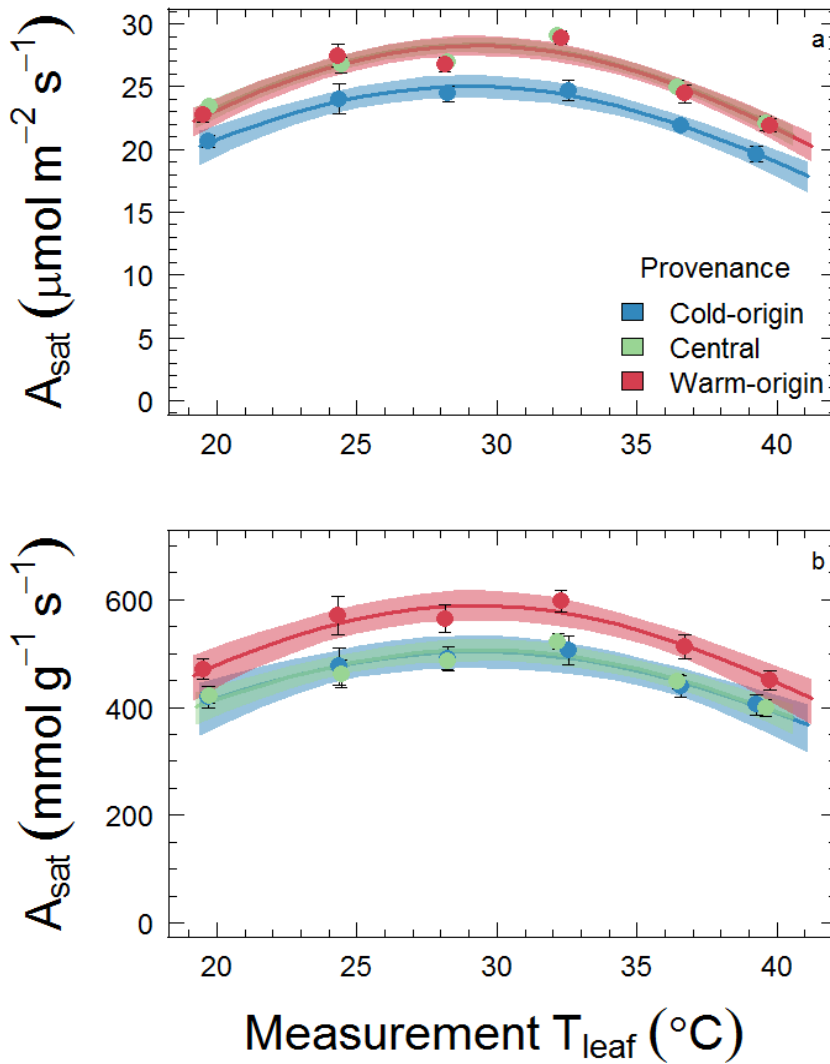 a
30
25
20
15
10
5
0
A_sat (μmol m⁻² s⁻¹)
Provenance
Cold-origin
Central
Warm-origin
20 25 30 35 40
b
600
400
200
0
A_sat (mmol g⁻¹ s⁻¹)
20 25 30 35 40
Measurement T_leaf (°C)